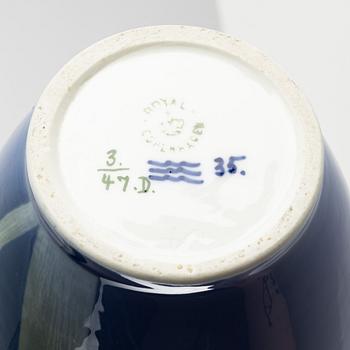 ROYAL
COPENHAGEN
3.
47.D.
35.